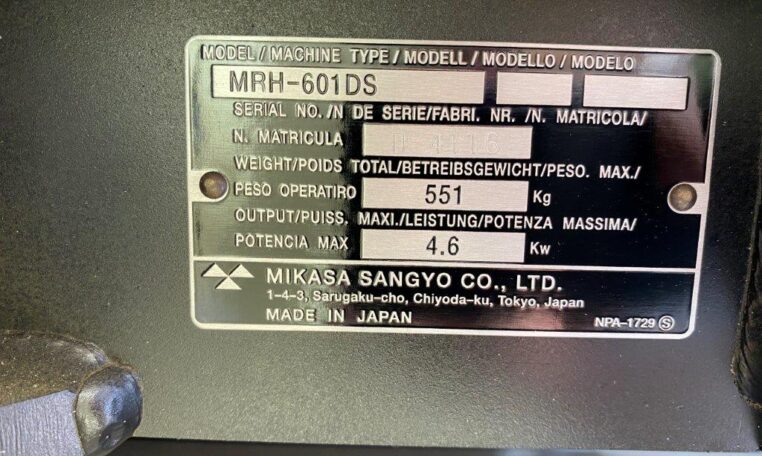 MODEL/MACHINE TYPE/MODELL/MODELLO/MODELO
MRH-601DS
SERIAL NO./N DE SERIE/FABRI. NR. /N. MATRICOLA/
N. MATRICULA
WEIGHT/POIDS TOTAL/BETREIBSGEWICHT/PESO. MAX./
PESO OPERATIRO 551 Kg
OUTPUT/PUISS. MAXI./LEISTUNG/POTENZA MASSIMA/
POTENCIA MAX 4.6 Kw
MIKASA SANGYO CO., LTD.
1-4-3, Sarugaku-cho, Chiyoda-ku, Tokyo, Japan
MADE IN JAPAN NPA-1729 Ⓢ